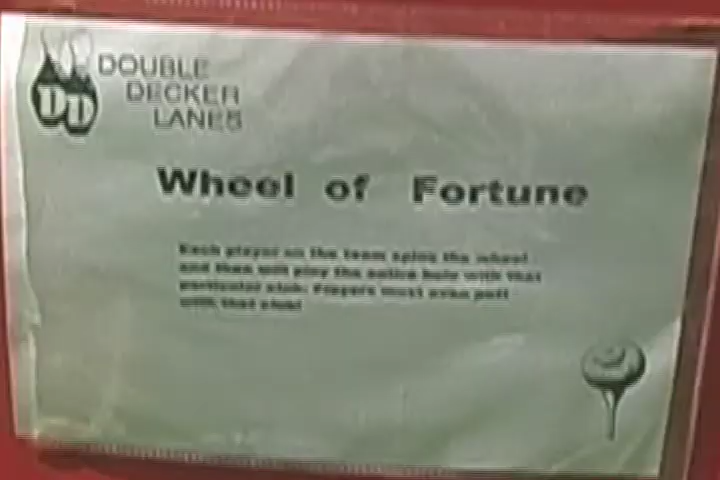 DOUBLE
DECKER
LANES
DD
Wheel of Fortune
Each player on the team spins the wheel
and then will play the entire hole with that
particular club. Players must even putt
with that club!